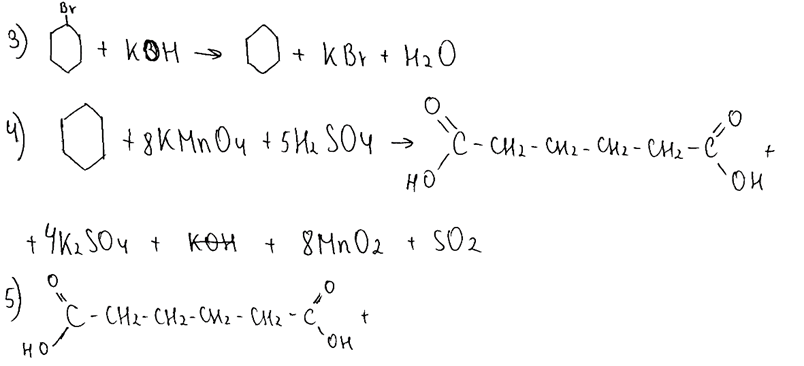 Br
3) + KOH → + KBr + H2O
4) + 8KMnO4 + 5H2SO4 → O HO C - CH2 - CH2 - CH2 - CH2 - C O OH +
+ 4K2SO4 + KOH + 8MnO2 + SO2
5) O HO C - CH2 - CH2 - CH2 - CH2 - C O OH +